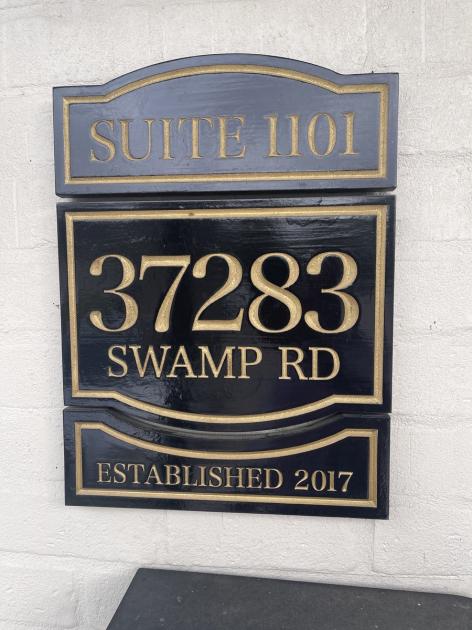 SUITE 1101
37283
SWAMP RD
ESTABLISHED 2017